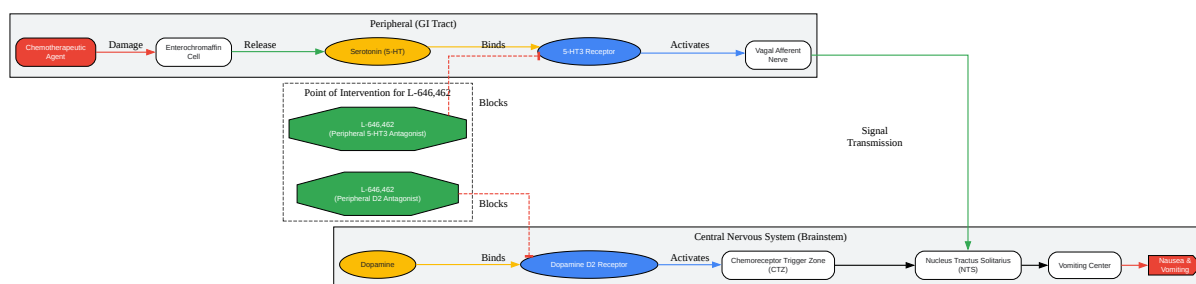 Peripheral (GI Tract)
Chemotherapeutic
Agent
Damage
Enterochromaffin
Cell
Release
Serotonin (5-HT)
Binds
5-HT3 Receptor
Activates
Vagal Afferent
Nerve
Point of Intervention for L-646,462
Blocks
L-646,462
(Peripheral 5-HT3 Antagonist)
Signal
Transmission
L-646,462
(Peripheral D2 Antagonist)
Blocks
Central Nervous System (Brainstem)
Dopamine
Binds
Dopamine D2 Receptor
Activates
Chemoreceptor Trigger Zone
(CTZ)
Nucleus Tractus Solitarius
(NTS)
Vomiting Center
Nausea &
Vomiting